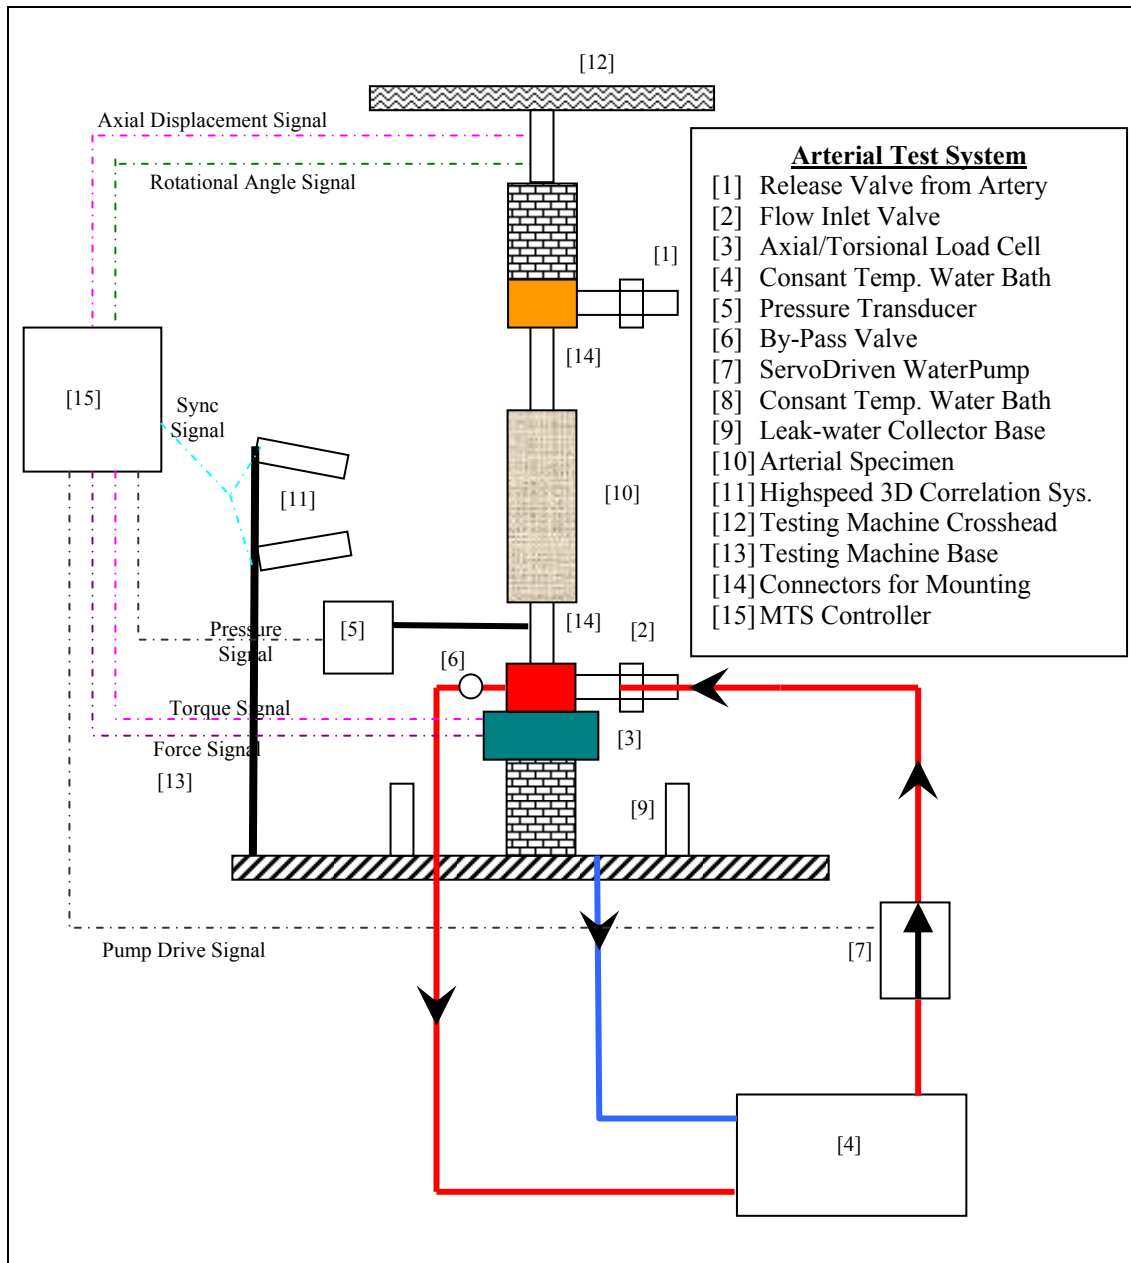 [12]
Axial Displacement Signal
Rotational Angle Signal
Arterial Test System
[1] Release Valve from Artery
[2] Flow Inlet Valve
[3] Axial/Torsional Load Cell
[4] Consant Temp. Water Bath
[5] Pressure Transducer
[6] By-Pass Valve
[7] ServoDriven WaterPump
[8] Consant Temp. Water Bath
[9] Leak-water Collector Base
[10] Arterial Specimen
[11] Highspeed 3D Correlation Sys.
[12] Testing Machine Crosshead
[13] Testing Machine Base
[14] Connectors for Mounting
[15] MTS Controller
[1]
[14]
[15]
Sync
Signal
[11]
[10]
Pressure
Signal
[5]
[14]
[2]
[6]
Torque Signal
Force Signal
[3]
[13]
[9]
Pump Drive Signal
[7]
[4]